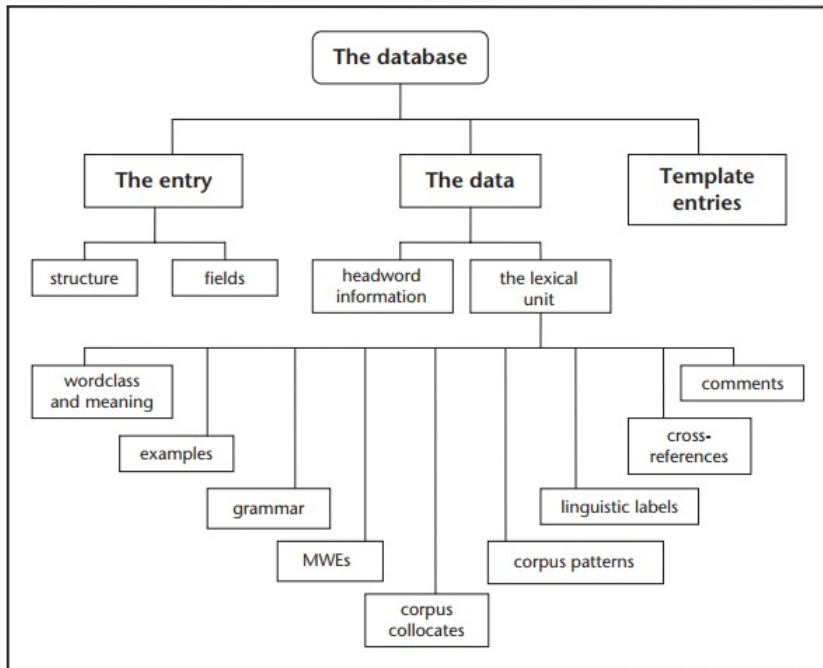 The database
The entry
The data
Template
entries
structure
fields
headword
information
the lexical
unit
wordclass
and meaning
examples
grammar
MWEs
corpus
collocates
corpus patterns
linguistic labels
cross-
references
comments